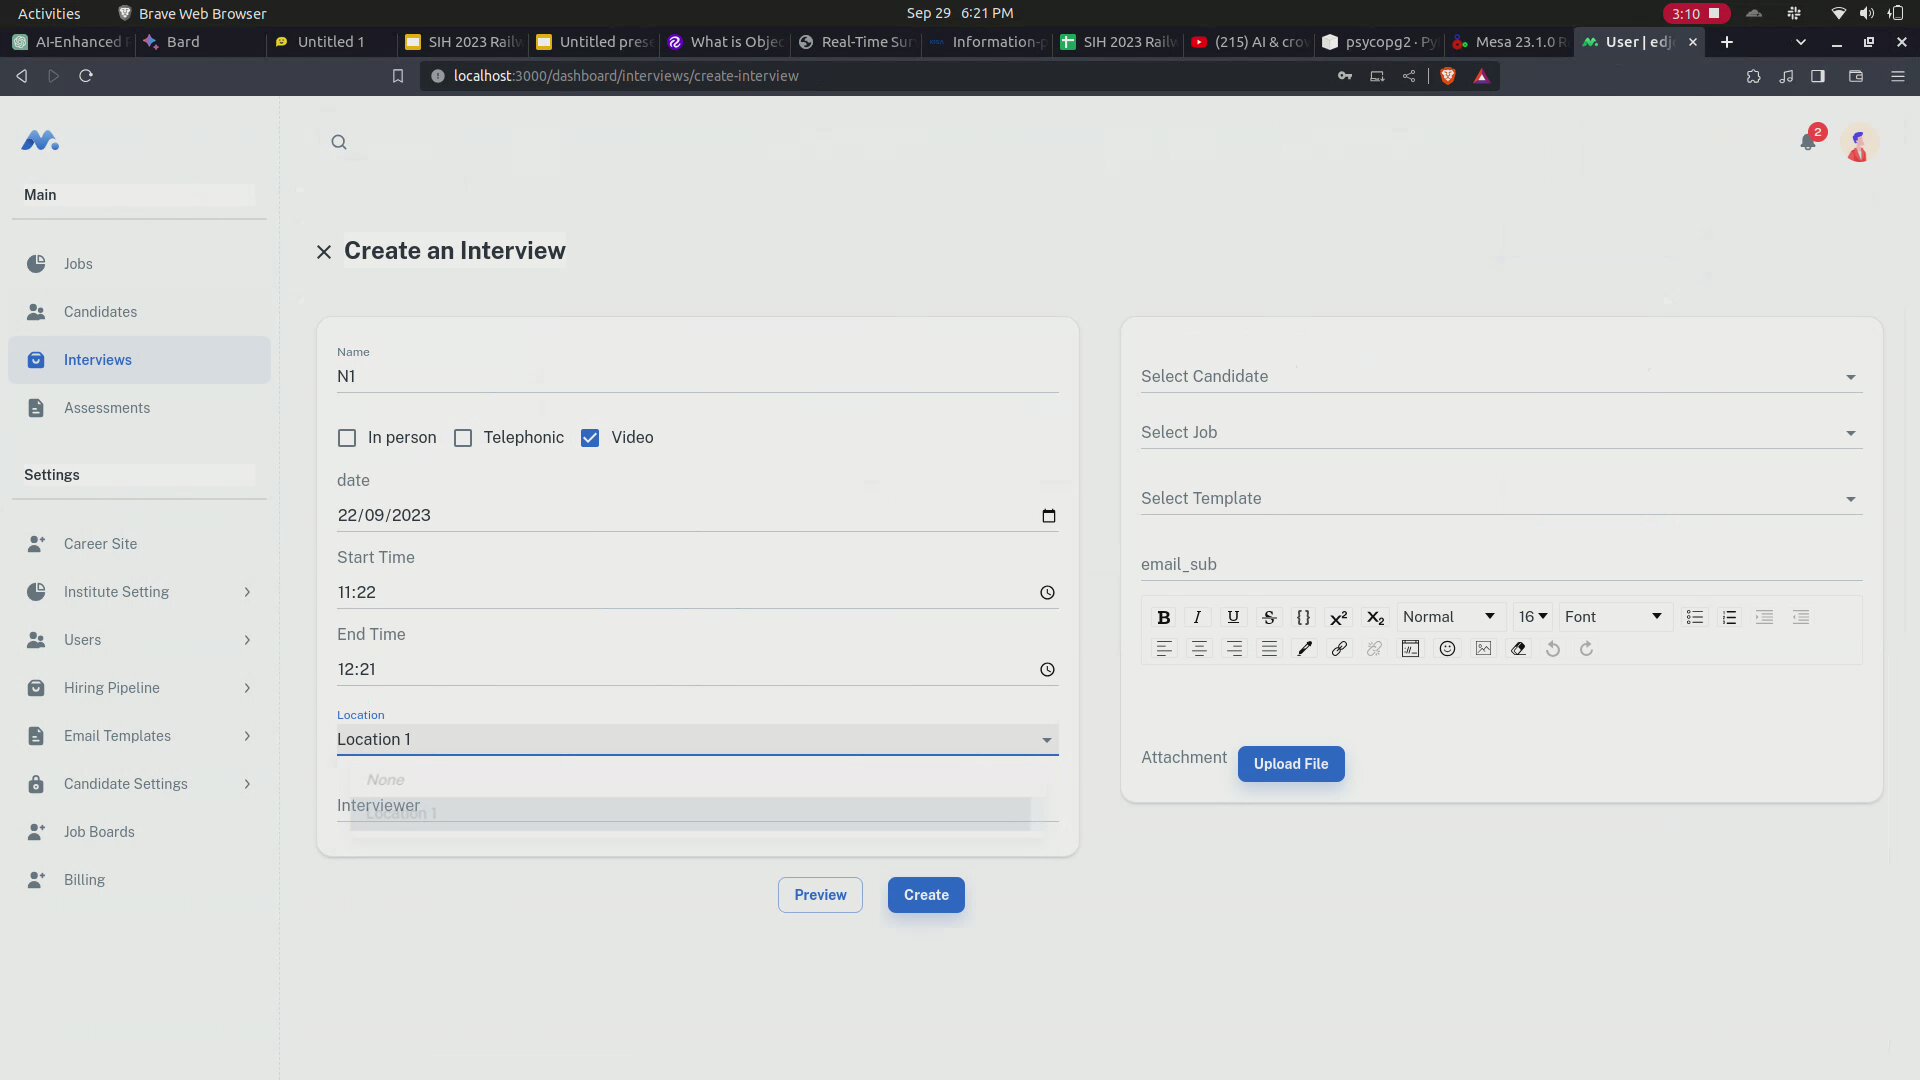 Activities
Brave Web Browser
Sep 29 6:21 PM
3:10
AI-Enhanced
Bard
Untitled 1
SIH 2023 Railw
Untitled prese
What is Objec
Real-Time Sur
Information-p
SIH 2023 Railw
(215) AI & crow
psycopg2 · Py
Mesa 23.1.0 R
User | edj
localhost:3000/dashboard/interviews/create-interview
2
Main
Jobs
Candidates
Interviews
Assessments
Settings
Career Site
Institute Setting
Users
Hiring Pipeline
Email Templates
Candidate Settings
Job Boards
Billing
Create an Interview
Name
N1
In person
Telephonic
Video
date
22/09/2023
Start Time
11:22
End Time
12:21
Location
Location 1
None
Interviewer
Location 1
Select Candidate
Select Job
Select Template
email_sub
B I U S {} X² X₂ Normal 16 Font
Attachment
Upload File
Preview
Create